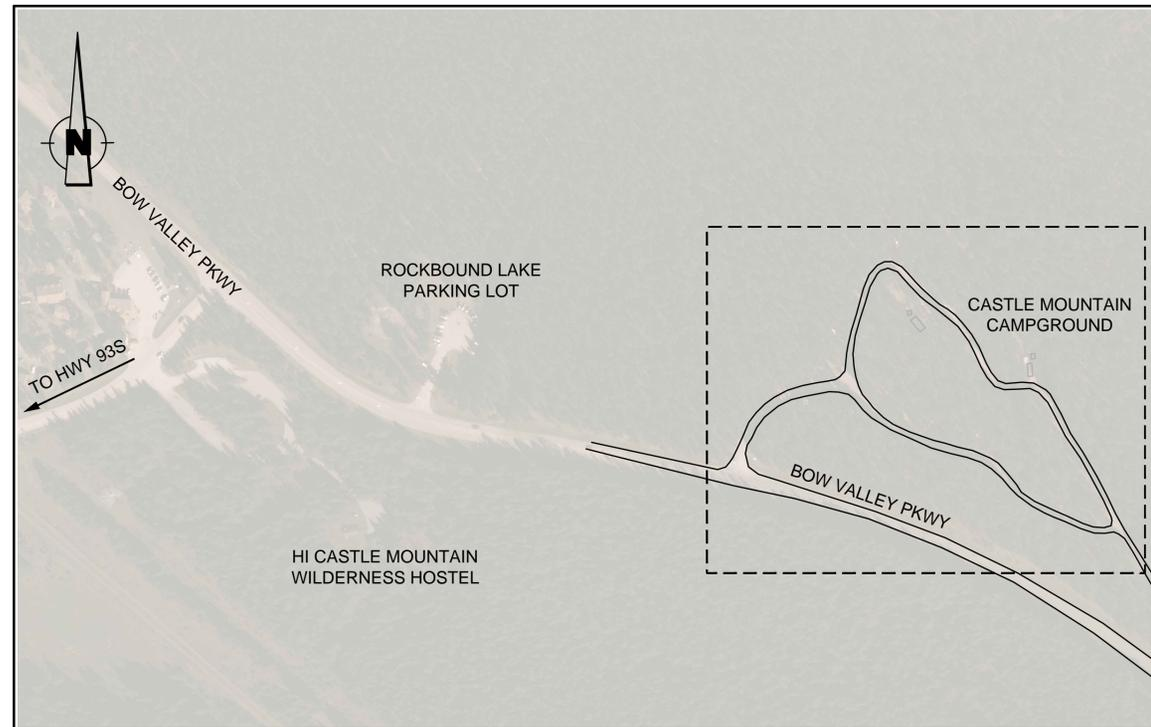 N
BOW VALLEY PKWY
ROCKBOUND LAKE
PARKING LOT
CASTLE MOUNTAIN
CAMPGROUND
TO HWY 93S
BOW VALLEY PKWY
HI CASTLE MOUNTAIN
WILDERNESS HOSTEL